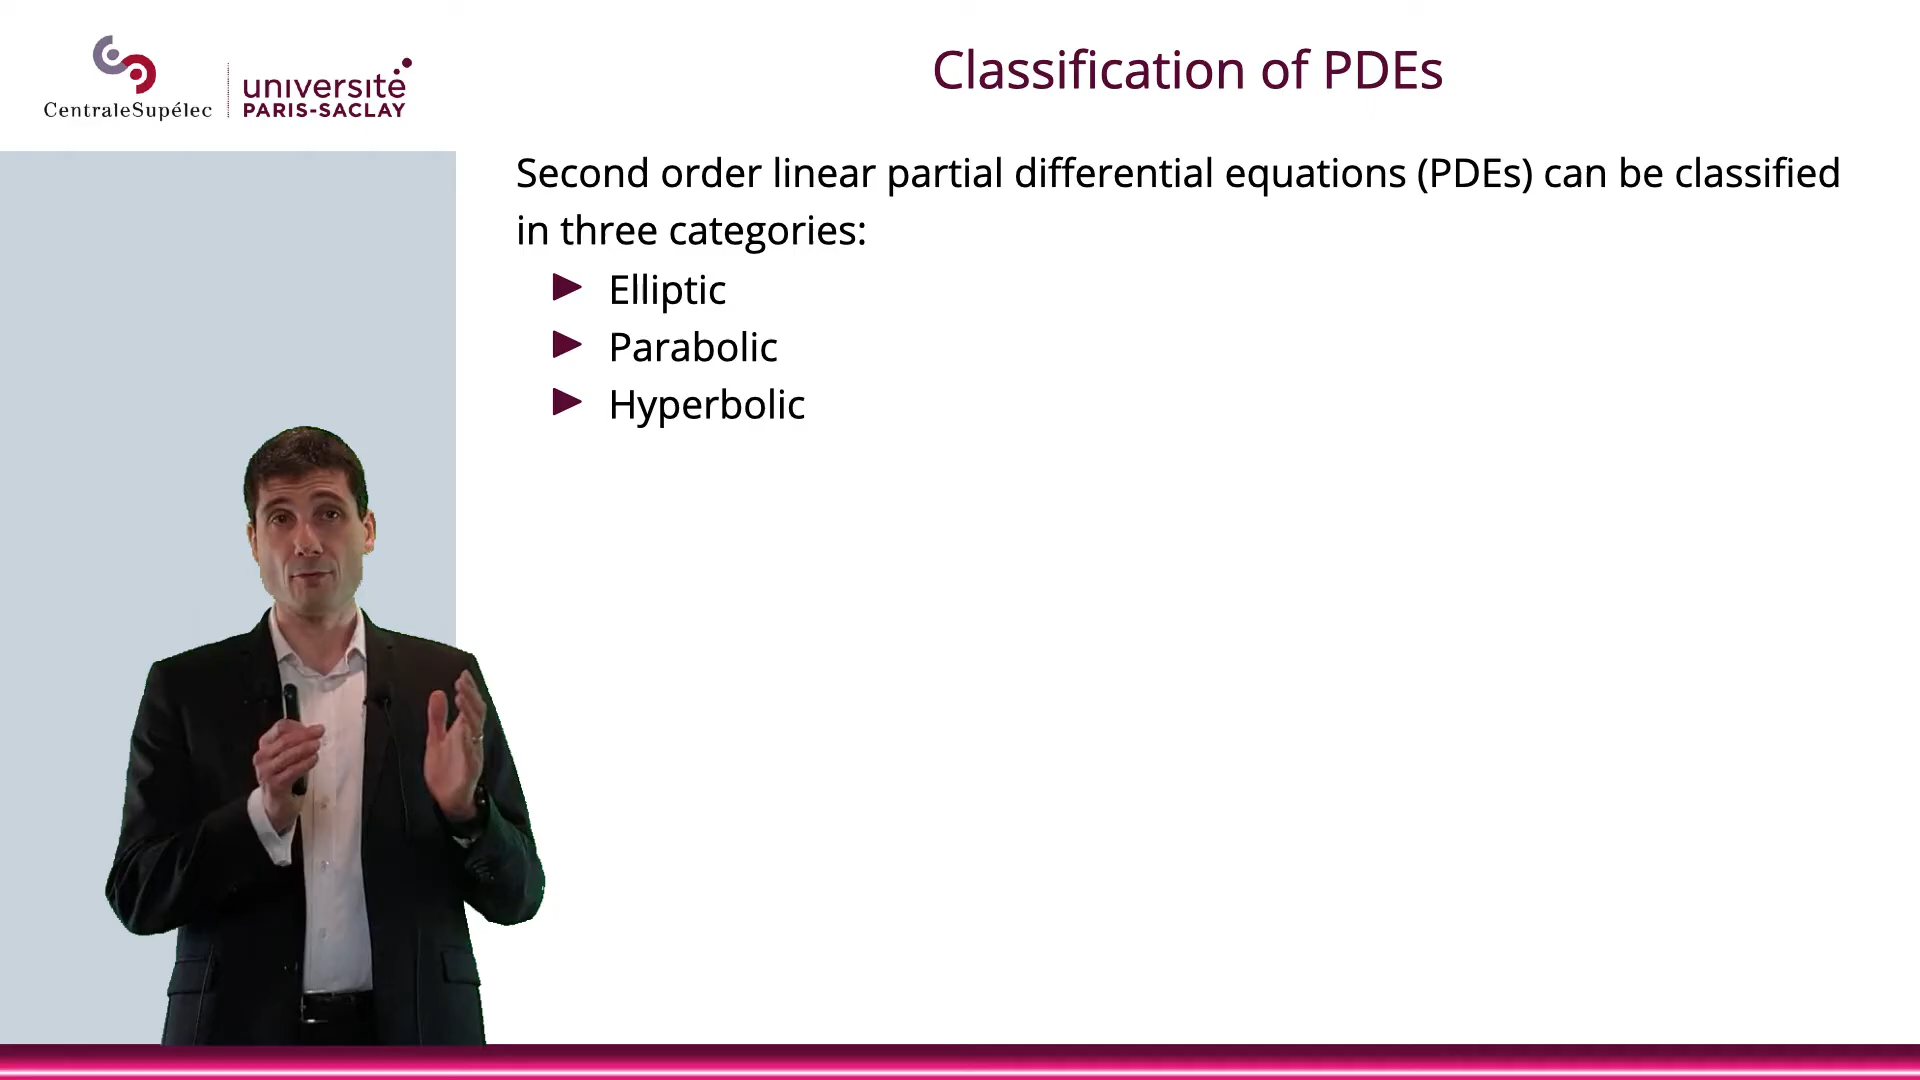 CentraleSupélec
université
PARIS-SACLAY
Classification of PDEs
Second order linear partial differential equations (PDEs) can be classified
in three categories:
Elliptic
Parabolic
Hyperbolic